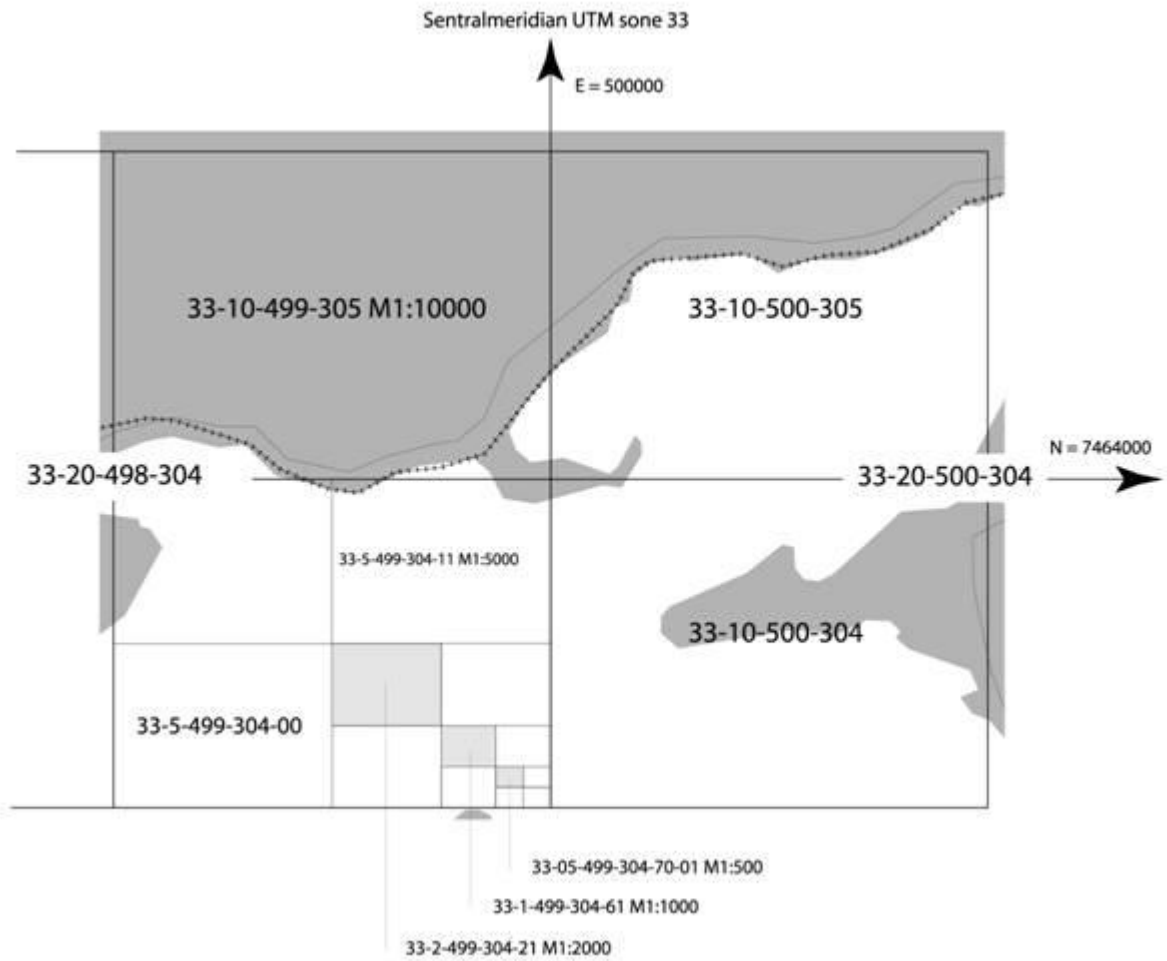 Sentralmeridian UTM sone 33
E = 500000
33-10-499-305 M1:10000
33-10-500-305
N = 7464000
33-20-498-304
33-20-500-304
33-5-499-304-11 M1:5000
33-10-500-304
33-5-499-304-00
33-05-499-304-70-01 M1:500
33-1-499-304-61 M1:1000
33-2-499-304-21 M1:2000